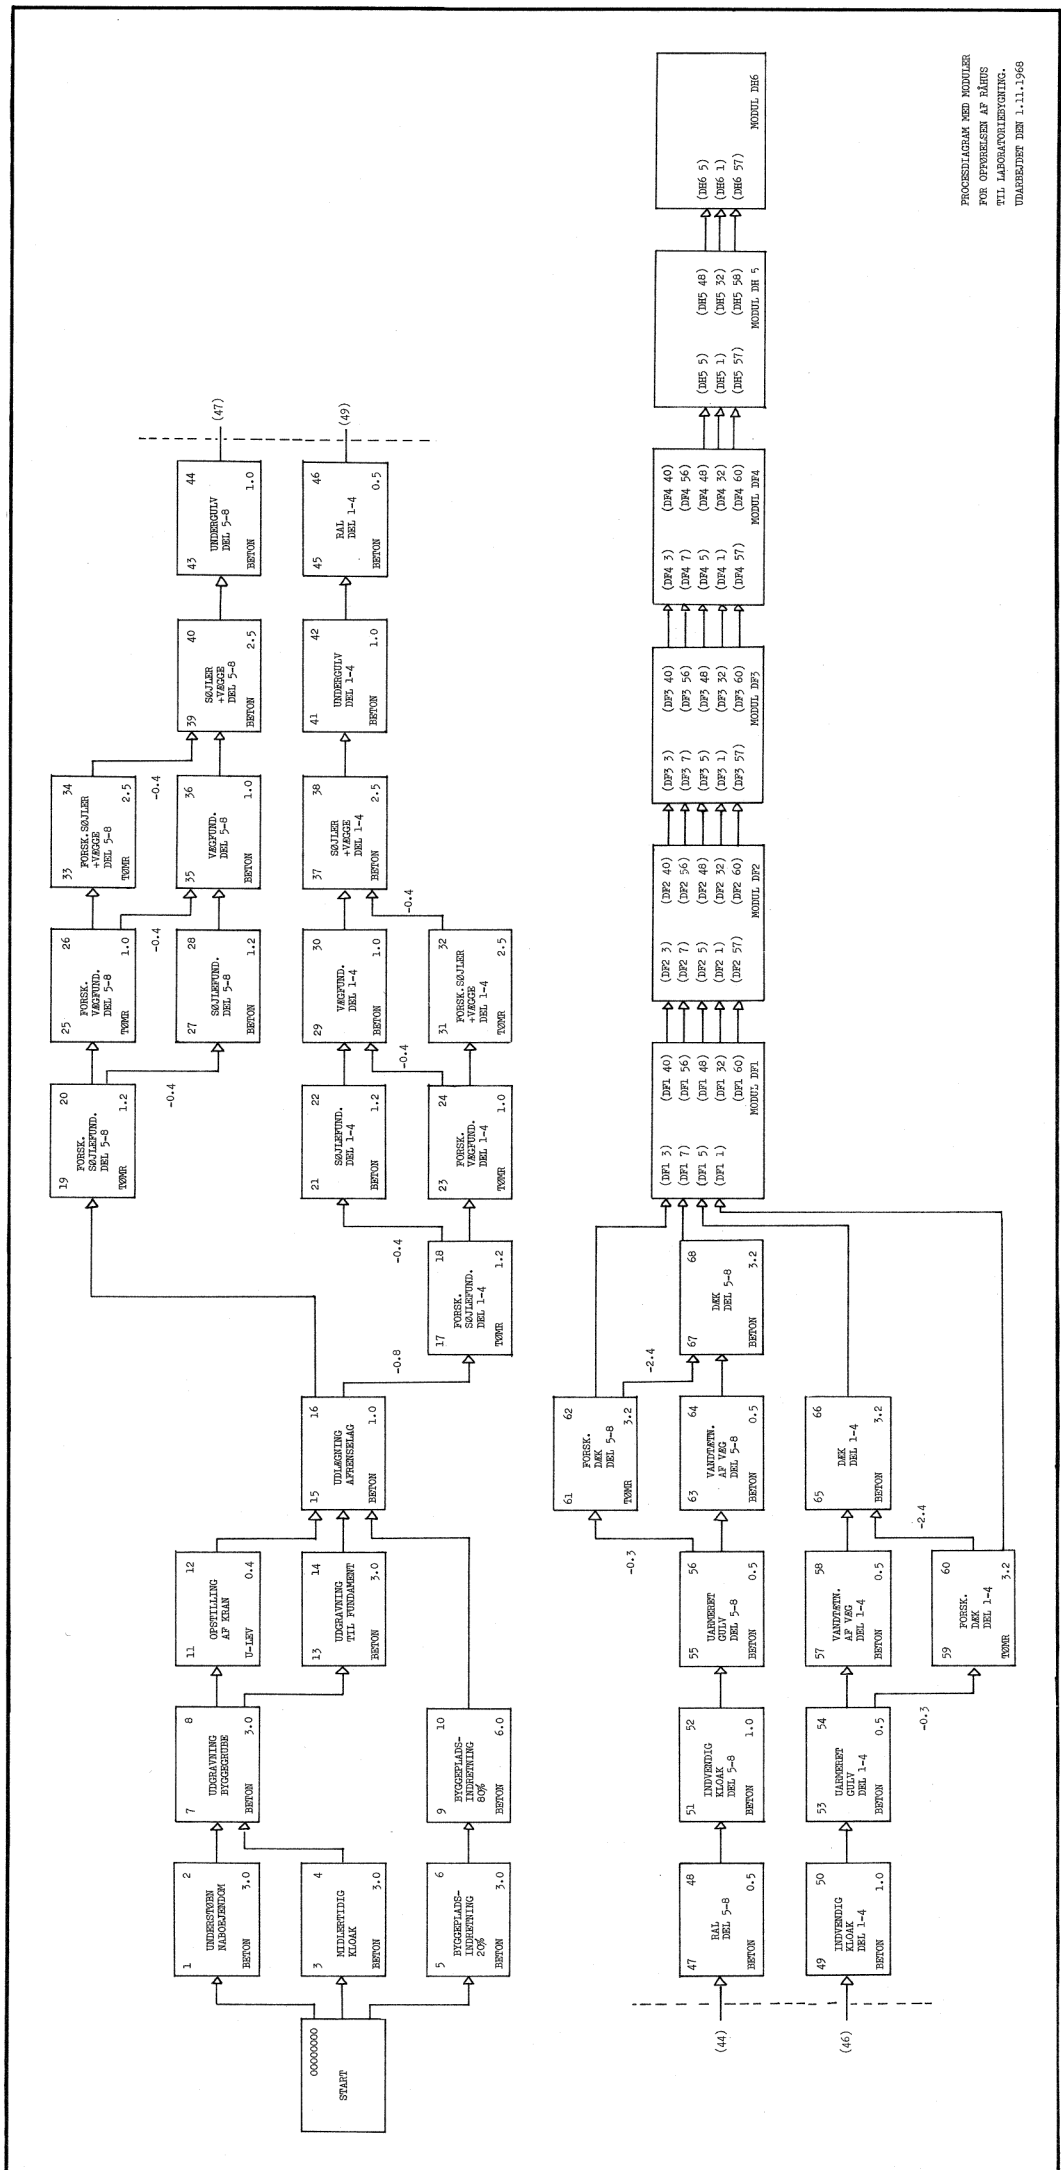 PROCESDIAGRAM MED MODULER
FOR OPFØRELSEN AF RÅHUS
TIL LABORATORIEBYGNING.
UDARBEJDET DEN 1.11.1968
00000000
START
1 2
UNDERSTØBN
NABOEJENDOM
BETON 3.0
3 4
MIDLERTIDIG
KLOAK
BETON 3.0
5 6
BYGGEPLADS-
INDRETNING
20%
BETON 3.0
7 8
UDGRAVNING
BYGGEGRUBE
BETON 3.0
9 10
BYGGEPLADS-
INDRETNING
80%
BETON 6.0
11 12
OPSTILLING
AF KRAN
U-LEV 0.4
13 14
UDGRAVNING
TIL FUNDAMENT
BETON 3.0
15 16
UDLÆGNING
AFRENSELAG
BETON 1.0
-0.8
17 18
FORSK.
SØJLEFUND.
DEL 1-4
TØMR 1.2
-0.4
19 20
FORSK.
SØJLEFUND.
DEL 5-8
TØMR 1.2
-0.4
21 22
SØJLEFUND.
DEL 1-4
BETON 1.2
23 24
FORSK.
VÆGFUND.
DEL 1-4
TØMR 1.0
-0.4
25 26
FORSK.
VÆGFUND.
DEL 5-8
TØMR 1.0
-0.4
27 28
SØJLEFUND.
DEL 5-8
BETON 1.2
29 30
VÆGFUND.
DEL 1-4
BETON 1.0
31 32
FORSK.SØJLER
+VÆGGE
DEL 1-4
TØMR 2.5
-0.4
33 34
FORSK.SØJLER
+VÆGGE
DEL 5-8
TØMR 2.5
-0.4
35 36
VÆGFUND.
DEL 5-8
BETON 1.0
37 38
SØJLER
+VÆGGE
DEL 1-4
BETON 2.5
39 40
SØJLER
+VÆGGE
DEL 5-8
BETON 2.5
41 42
UNDERGULV
DEL 1-4
BETON 1.0
43 44
UNDERGULV
DEL 5-8
BETON 1.0
(47)
45 46
RAL
DEL 1-4
BETON 0.5
(49)
(44)
47 48
RAL
DEL 5-8
BETON 0.5
(46)
49 50
INDVENDIG
KLOAK
DEL 1-4
BETON 1.0
51 52
INDVENDIG
KLOAK
DEL 5-8
BETON 1.0
53 54
UARMERET
GULV
DEL 1-4
BETON 0.5
-0.3
55 56
UARMERET
GULV
DEL 5-8
BETON 0.5
-0.3
57 58
VANDTÆTN.
AF VÆG
DEL 1-4
BETON 0.5
59 60
FORSK.
DÆK
DEL 1-4
TØMR 3.2
-2.4
61 62
FORSK.
DÆK
DEL 5-8
TØMR 3.2
-2.4
63 64
VANDTÆTN.
AF VÆG
DEL 5-8
BETON 0.5
65 66
DÆK
DEL 1-4
BETON 3.2
67 68
DÆK
DEL 5-8
BETON 3.2
(DF1 3) (DF1 40)
(DF1 7) (DF1 56)
(DF1 5) (DF1 48)
(DF1 1) (DF1 32)
(DF1 60)
MODUL DF1
(DF2 3) (DF2 40)
(DF2 7) (DF2 56)
(DF2 5) (DF2 48)
(DF2 1) (DF2 32)
(DF2 57) (DF2 60)
MODUL DF2
(DF3 3) (DF3 40)
(DF3 7) (DF3 56)
(DF3 5) (DF3 48)
(DF3 1) (DF3 32)
(DF3 57) (DF3 60)
MODUL DF3
(DF4 3) (DF4 40)
(DF4 7) (DF4 56)
(DF4 5) (DF4 48)
(DF4 1) (DF4 32)
(DF4 57) (DF4 60)
MODUL DF4
(DH5 5) (DH5 48)
(DH5 1) (DH5 32)
(DH5 57) (DH5 58)
MODUL DH 5
(DH6 5)
(DH6 1)
(DH6 57)
MODUL DH6